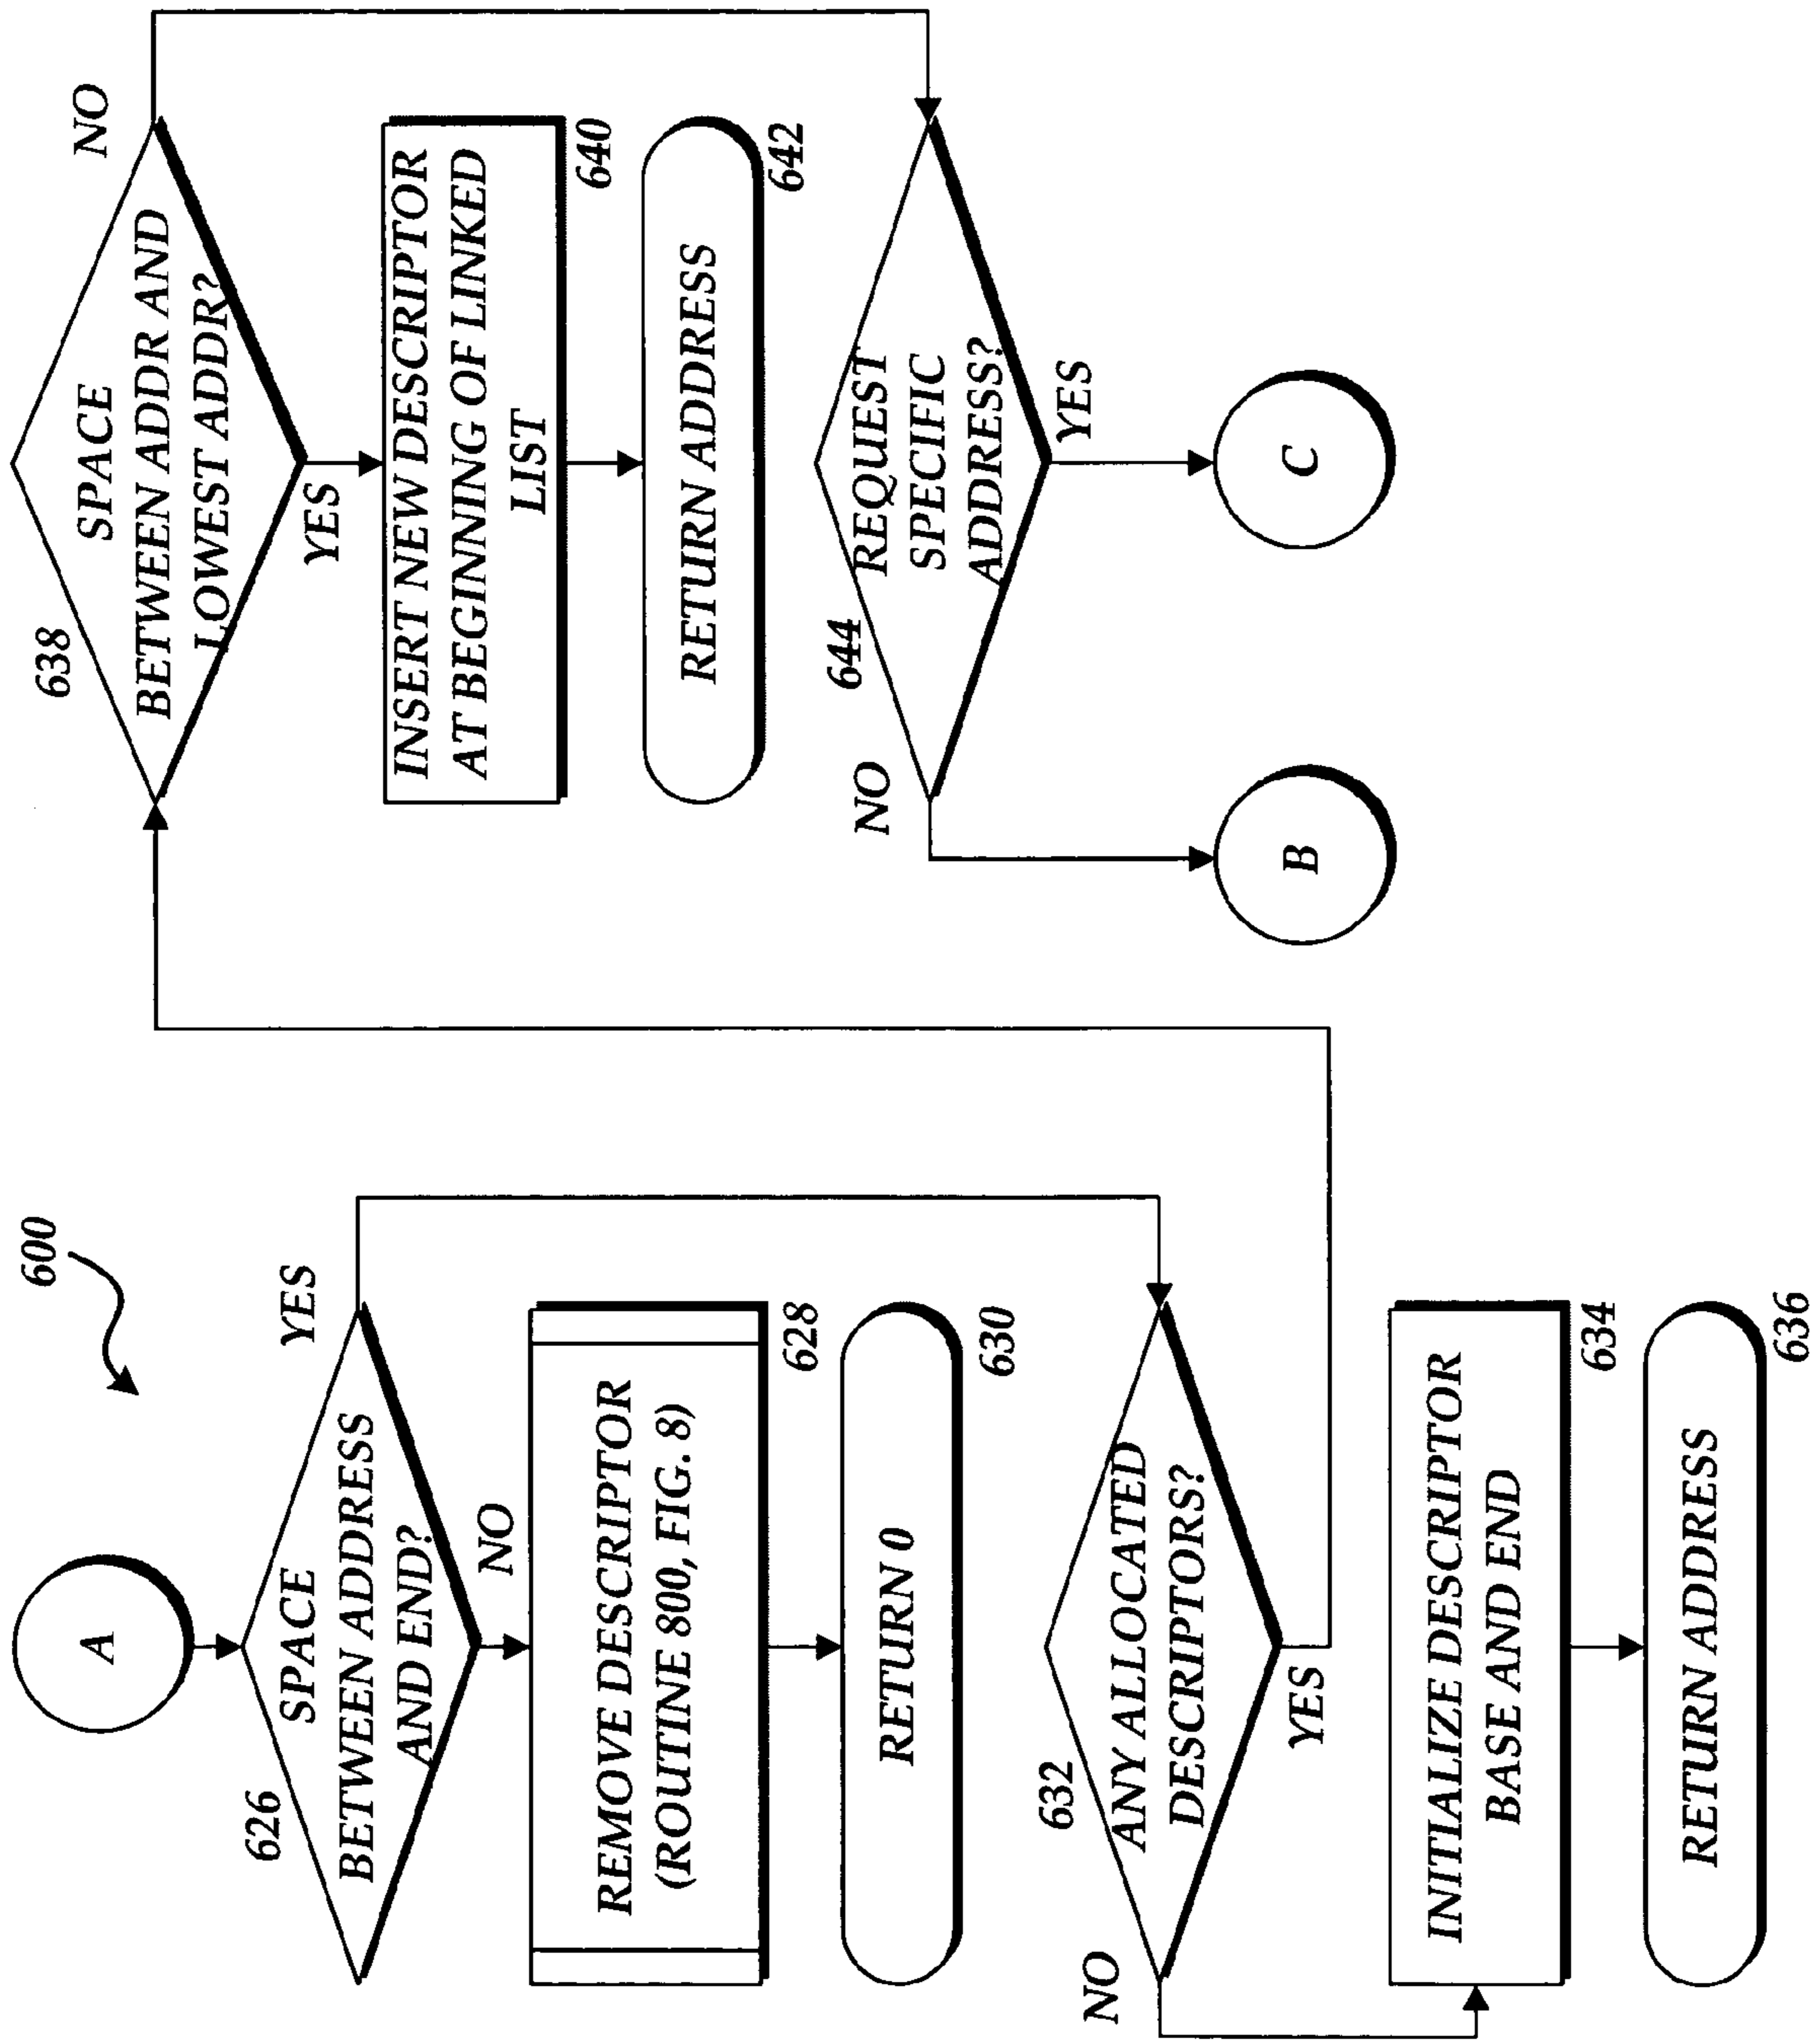 600
A
626
SPACE
BETWEEN ADDRESS
AND END?
YES
NO
REMOVE DESCRIPTOR
(ROUTINE 800, FIG. 8)
628
RETURN 0
630
632
ANY ALLOCATED
DESCRIPTORS?
NO
YES
INITIALIZE DESCRIPTOR
BASE AND END
634
RETURN ADDRESS
636
638
SPACE
BETWEEN ADDR AND
LOWEST ADDR?
NO
YES
INSERT NEW DESCRIPTOR
AT BEGINNING OF LINKED
LIST
640
RETURN ADDRESS
642
644
REQUEST
SPECIFIC
ADDRESS?
NO
YES
B
C